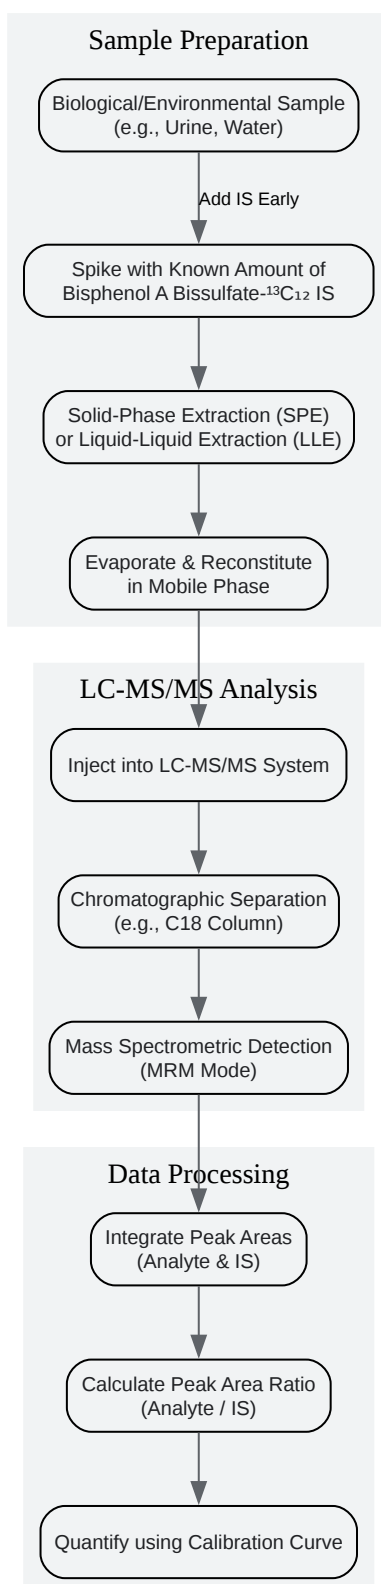 Sample Preparation
Biological/Environmental Sample
(e.g., Urine, Water)
Add IS Early
Spike with Known Amount of
Bisphenol A Bissulfate-¹³C₁₂ IS
Solid-Phase Extraction (SPE)
or Liquid-Liquid Extraction (LLE)
Evaporate & Reconstitute
in Mobile Phase
LC-MS/MS Analysis
Inject into LC-MS/MS System
Chromatographic Separation
(e.g., C18 Column)
Mass Spectrometric Detection
(MRM Mode)
Data Processing
Integrate Peak Areas
(Analyte & IS)
Calculate Peak Area Ratio
(Analyte / IS)
Quantify using Calibration Curve